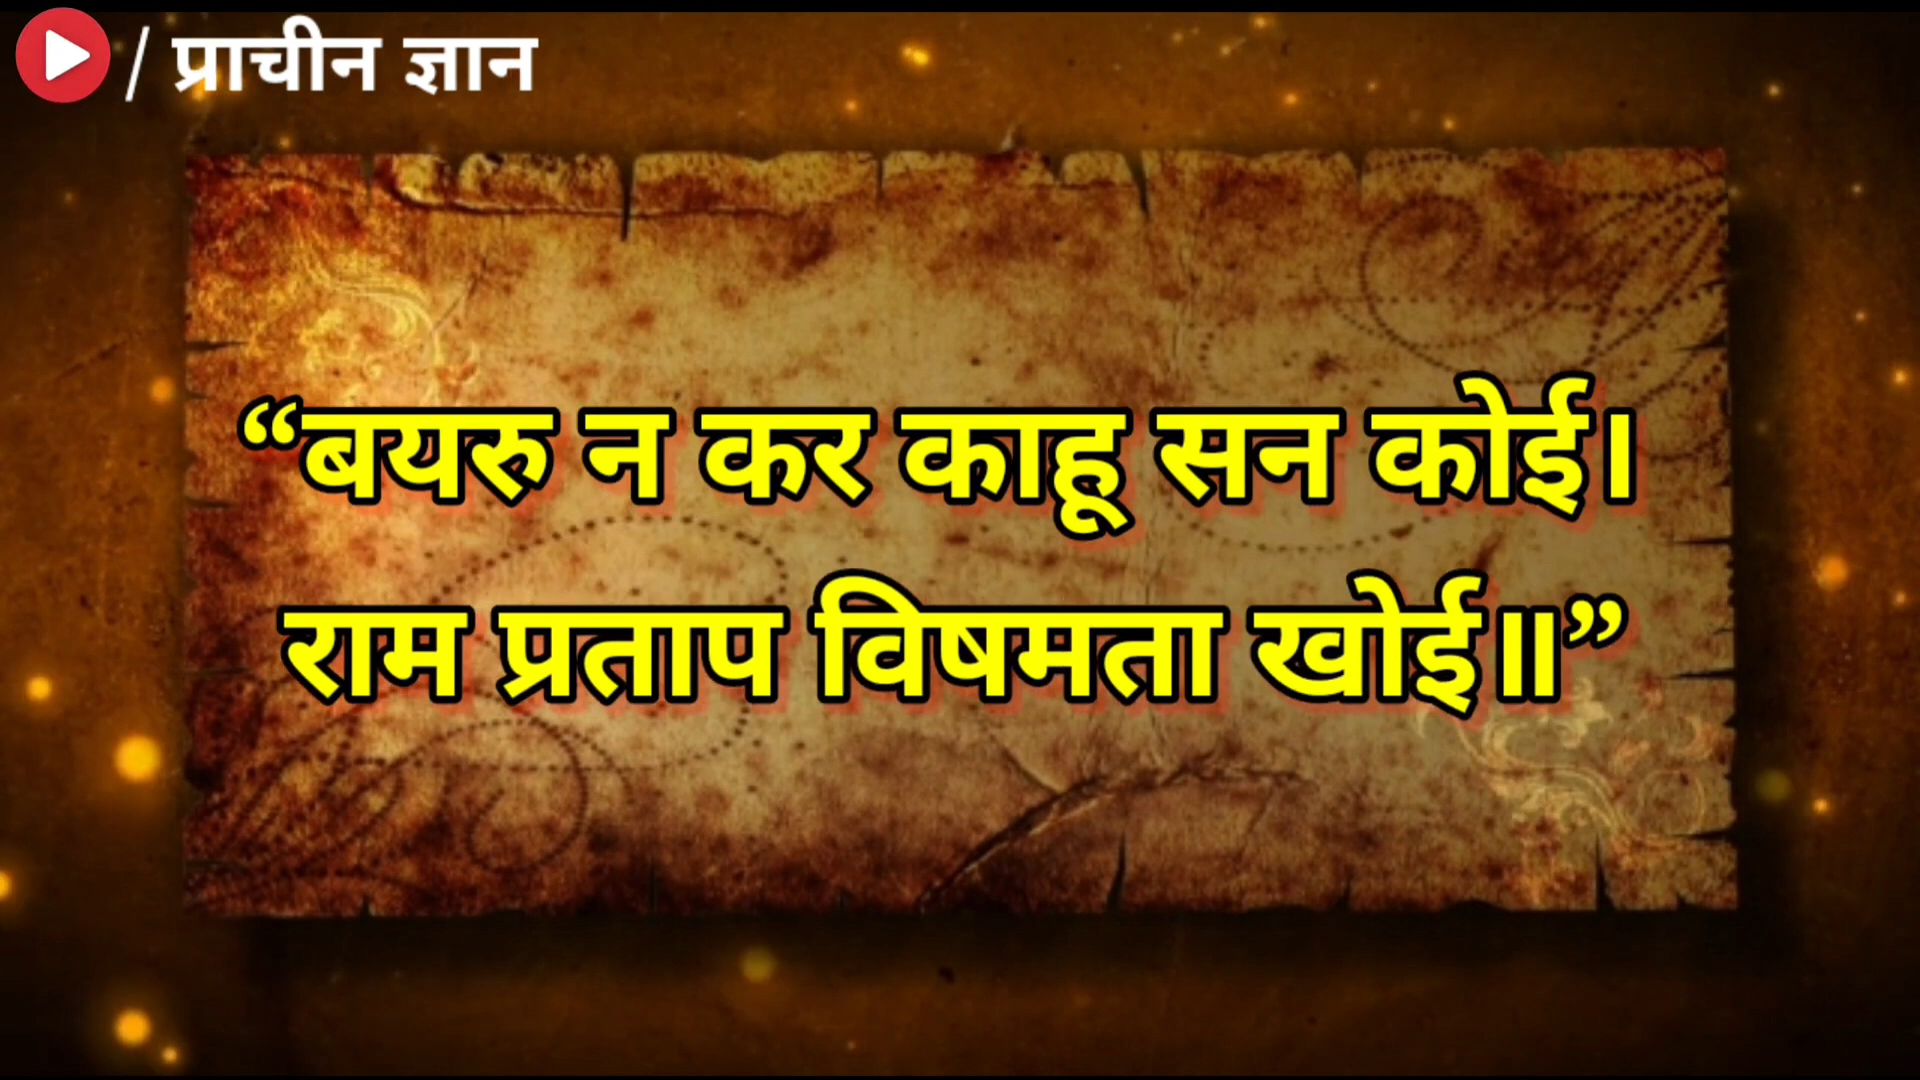 / प्राचीन ज्ञान
“बयरु न कर काहू सन कोई।
राम प्रताप विषमता खोई॥”